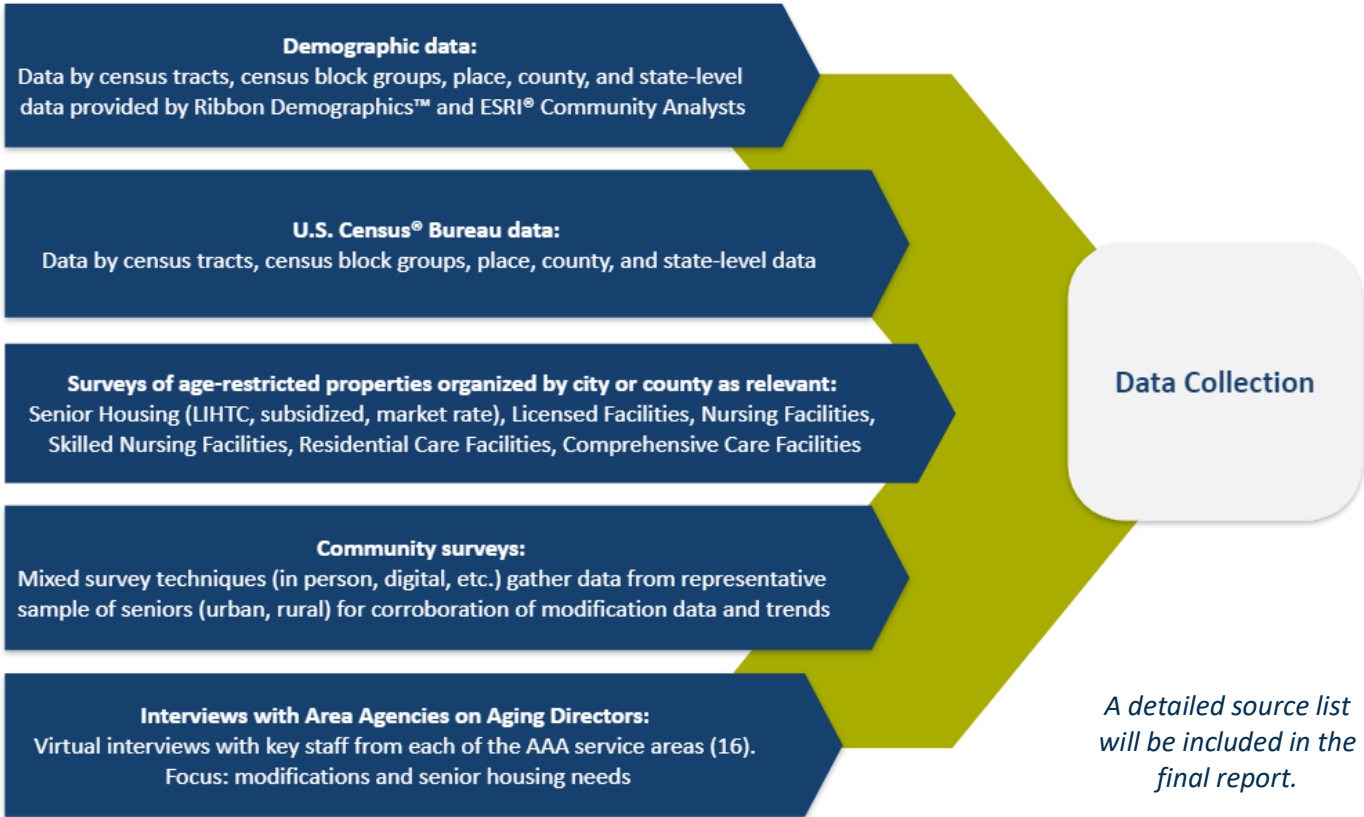 Demographic data:
Data by census tracts, census block groups, place, county, and state-level
data provided by Ribbon Demographics™ and ESRI® Community Analysts
U.S. Census® Bureau data:
Data by census tracts, census block groups, place, county, and state-level data
Surveys of age-restricted properties organized by city or county as relevant:
Senior Housing (LIHTC, subsidized, market rate), Licensed Facilities, Nursing Facilities,
Skilled Nursing Facilities, Residential Care Facilities, Comprehensive Care Facilities
Community surveys:
Mixed survey techniques (in person, digital, etc.) gather data from representative
sample of seniors (urban, rural) for corroboration of modification data and trends
Interviews with Area Agencies on Aging Directors:
Virtual interviews with key staff from each of the AAA service areas (16).
Focus: modifications and senior housing needs
Data Collection
A detailed source list
will be included in the
final report.